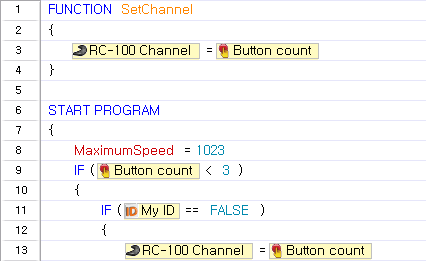 1 FUNCTION SetChannel
2 {
3 RC-100 Channel = Button count
4 }
5
6 START PROGRAM
7 {
8 MaximumSpeed = 1023
9 IF ( Button count < 3 )
10 {
11 IF ( ID My ID == FALSE )
12 {
13 RC-100 Channel = Button count